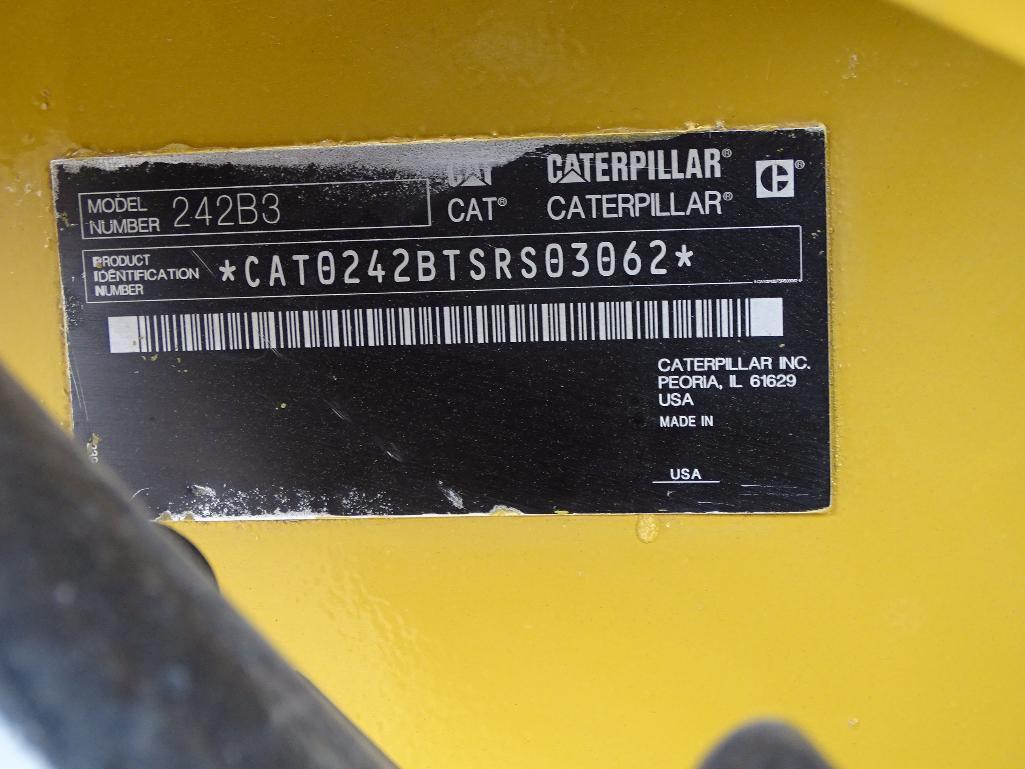 MODEL
NUMBER 242B3
CAT
CAT®
CATERPILLAR®
CATERPILLAR®
C®
PRODUCT
IDENTIFICATION
NUMBER
*CAT0242BTSRS03062*
CATERPILLAR INC.
PEORIA, IL 61629
USA
MADE IN
USA